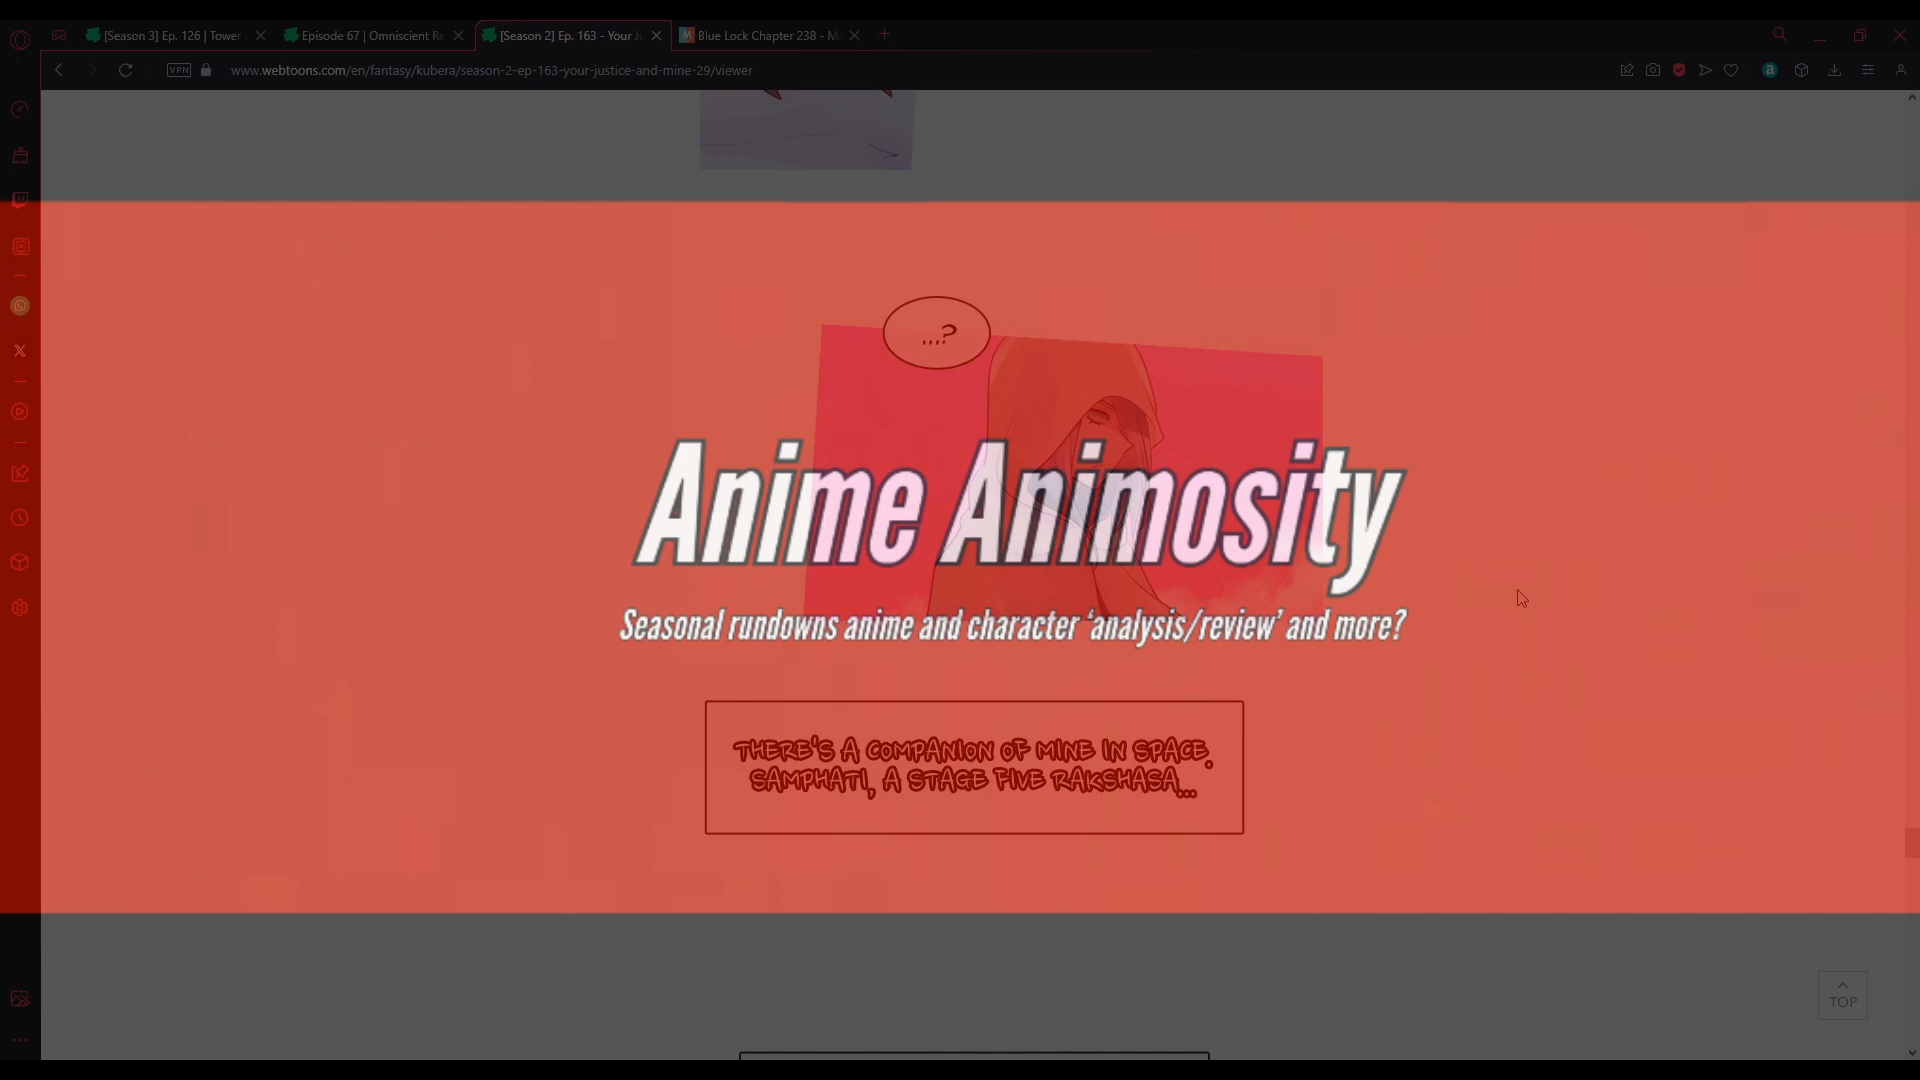 [Season 3] Ep. 126 | Tower
Episode 67 | Omniscient Re
[Season 2] Ep. 163 - Your Ju
Blue Lock Chapter 238 - M
VPN
www.webtoons.com/en/fantasy/kubera/season-2-ep-163-your-justice-and-mine-29/viewer
....?
Anime Animosity
Seasonal rundowns anime and character 'analysis/review' and more?
THERE'S A COMPANION OF MINE IN SPACE.
SAMPHATI, A STAGE FIVE RAKSHASA...
TOP